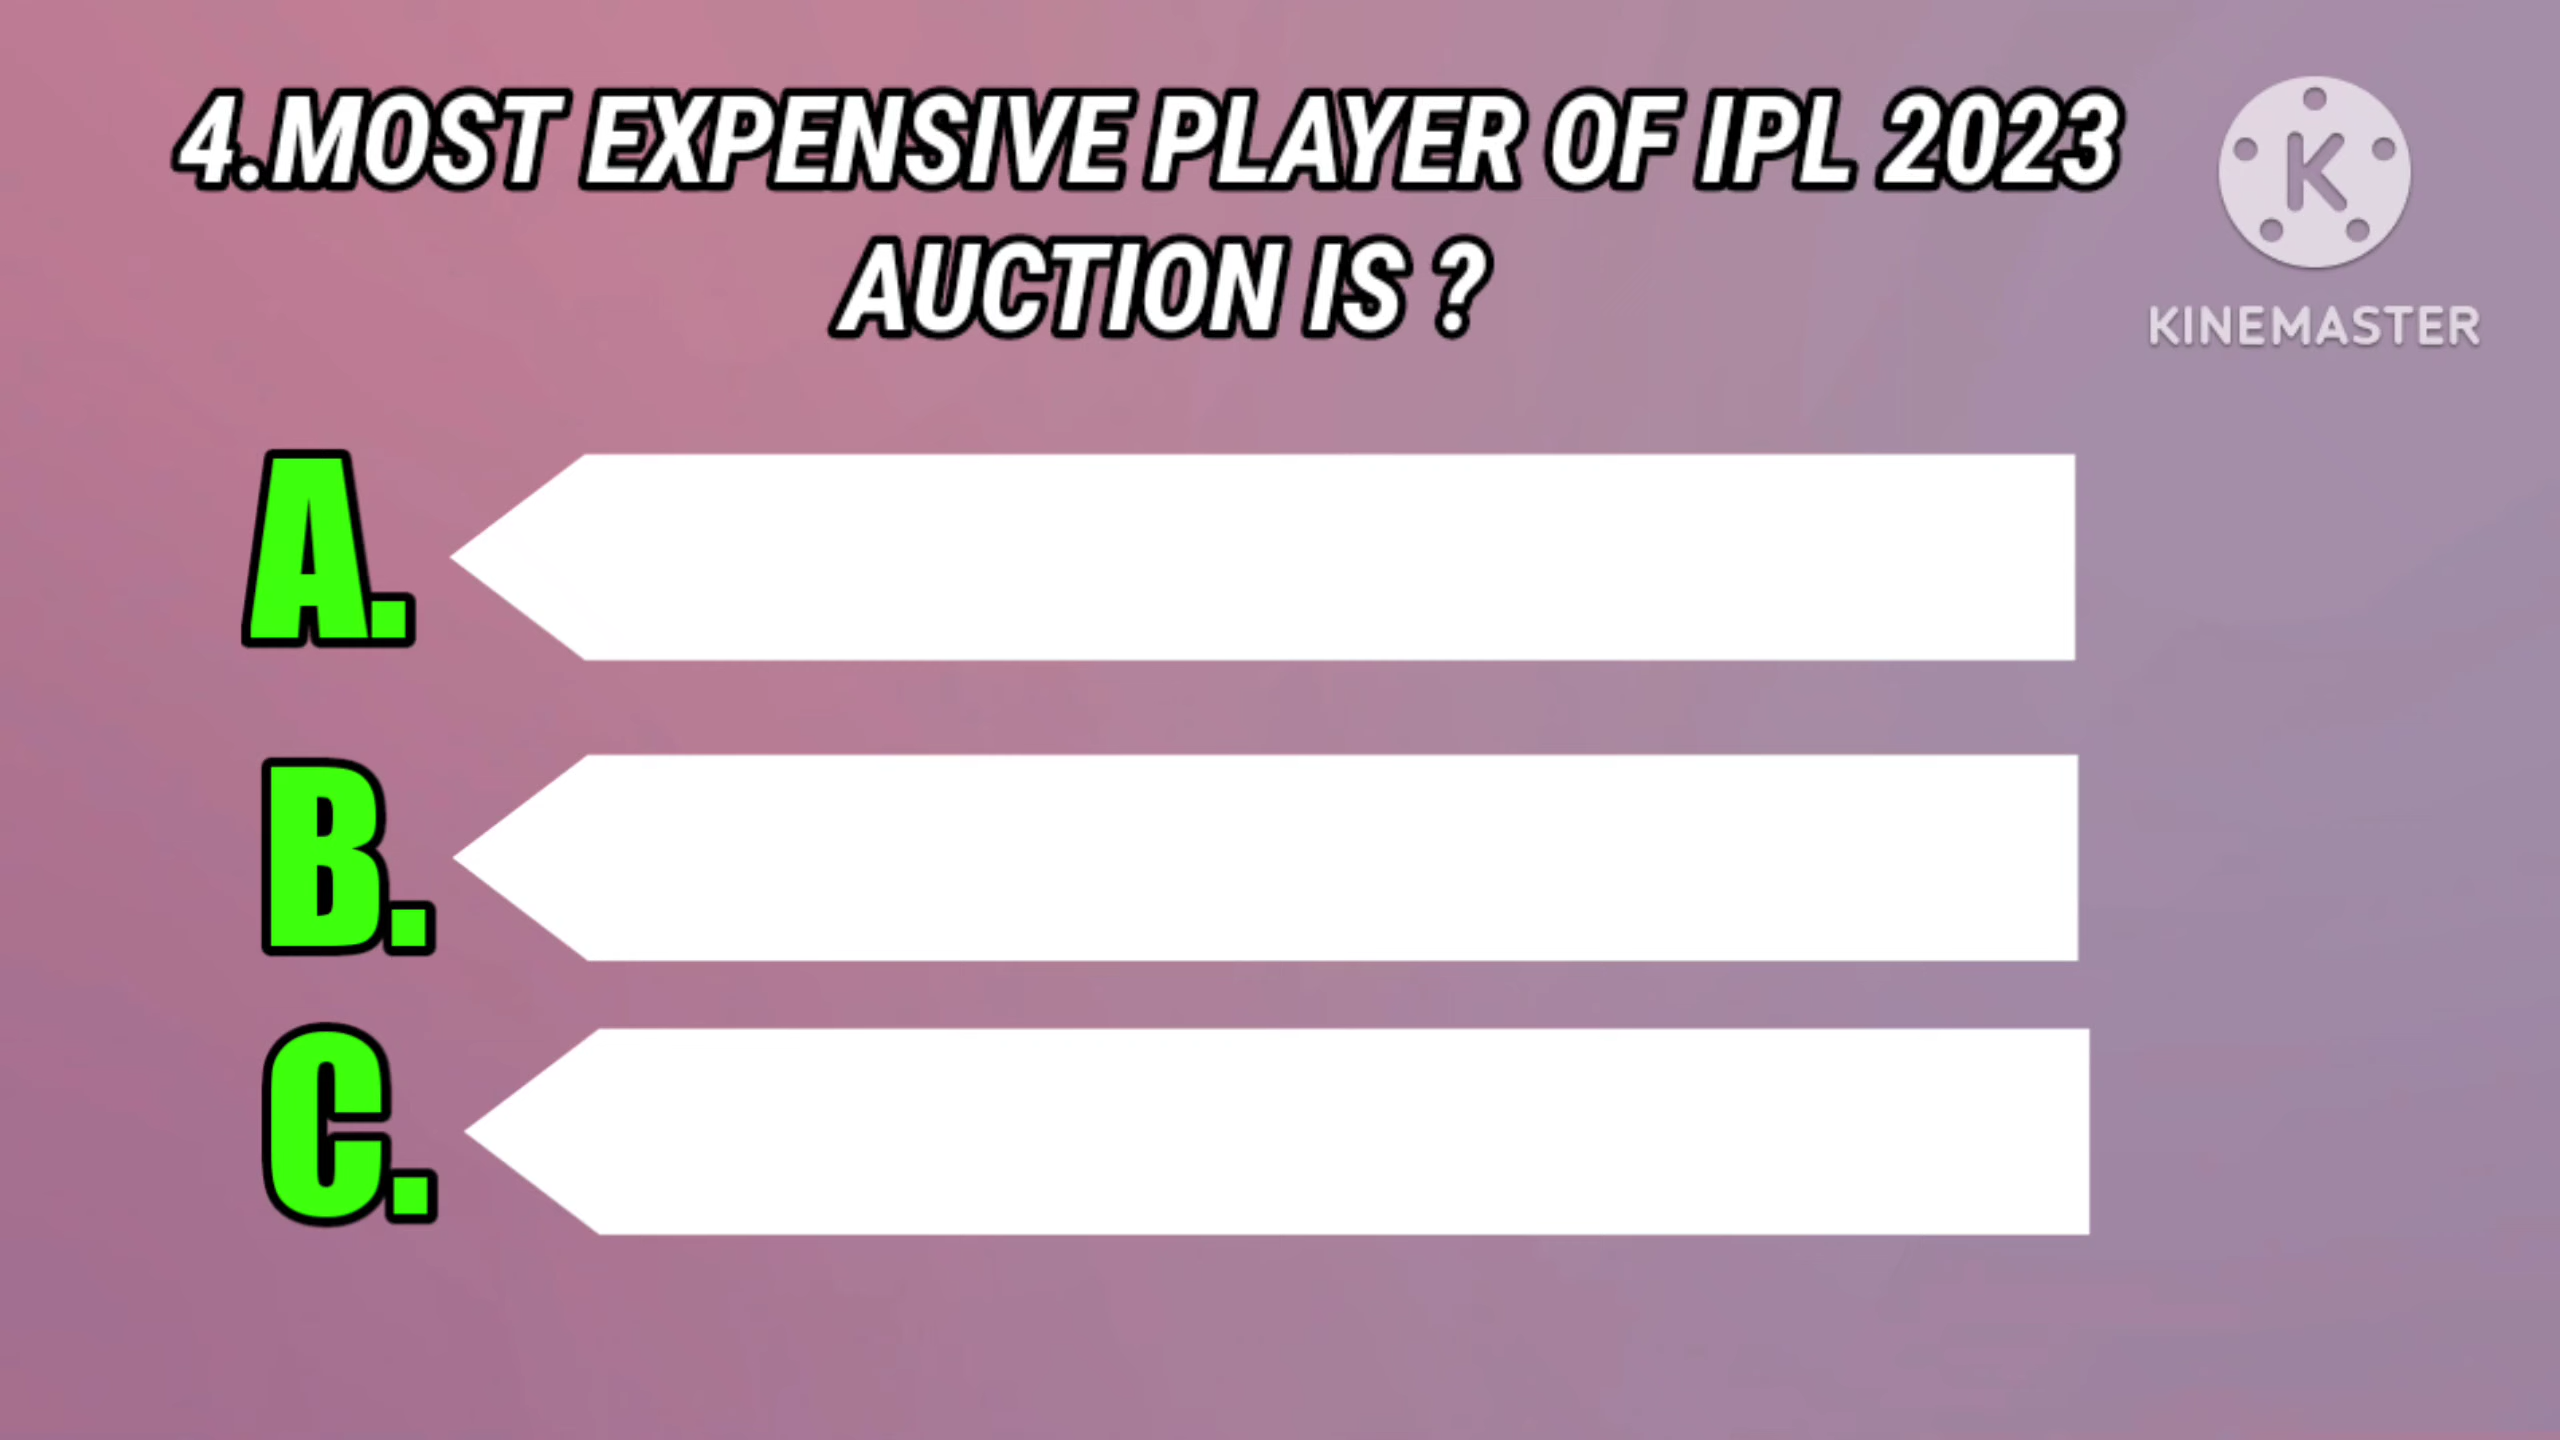 4.MOST EXPENSIVE PLAYER OF IPL 2023
AUCTION IS ?
K
KINEMASTER
A.
B.
C.